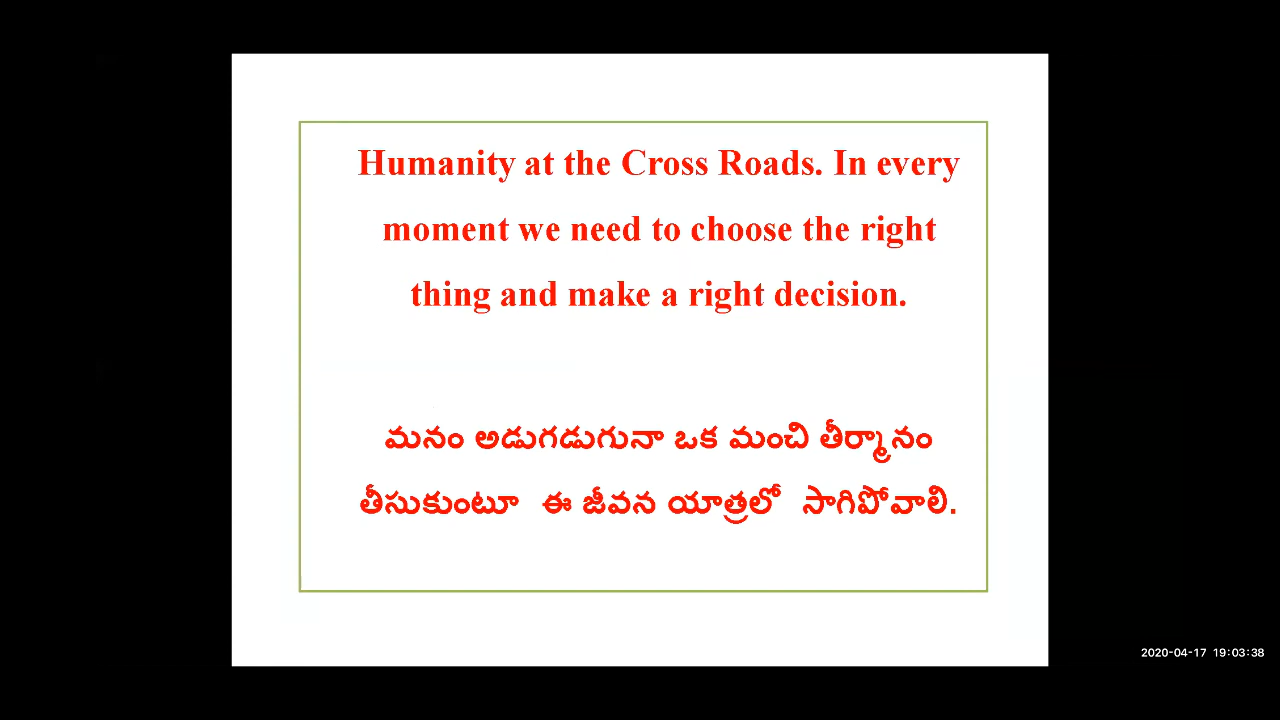 Humanity at the Cross Roads. In every
moment we need to choose the right
thing and make a right decision.
మనం అడుగడుగునా ఒక మంచి తీర్మానం
తీసుకుంటూ ఈ జీవన యాత్రలో సాగిపోవాలి.
2020-04-17 19:03:38